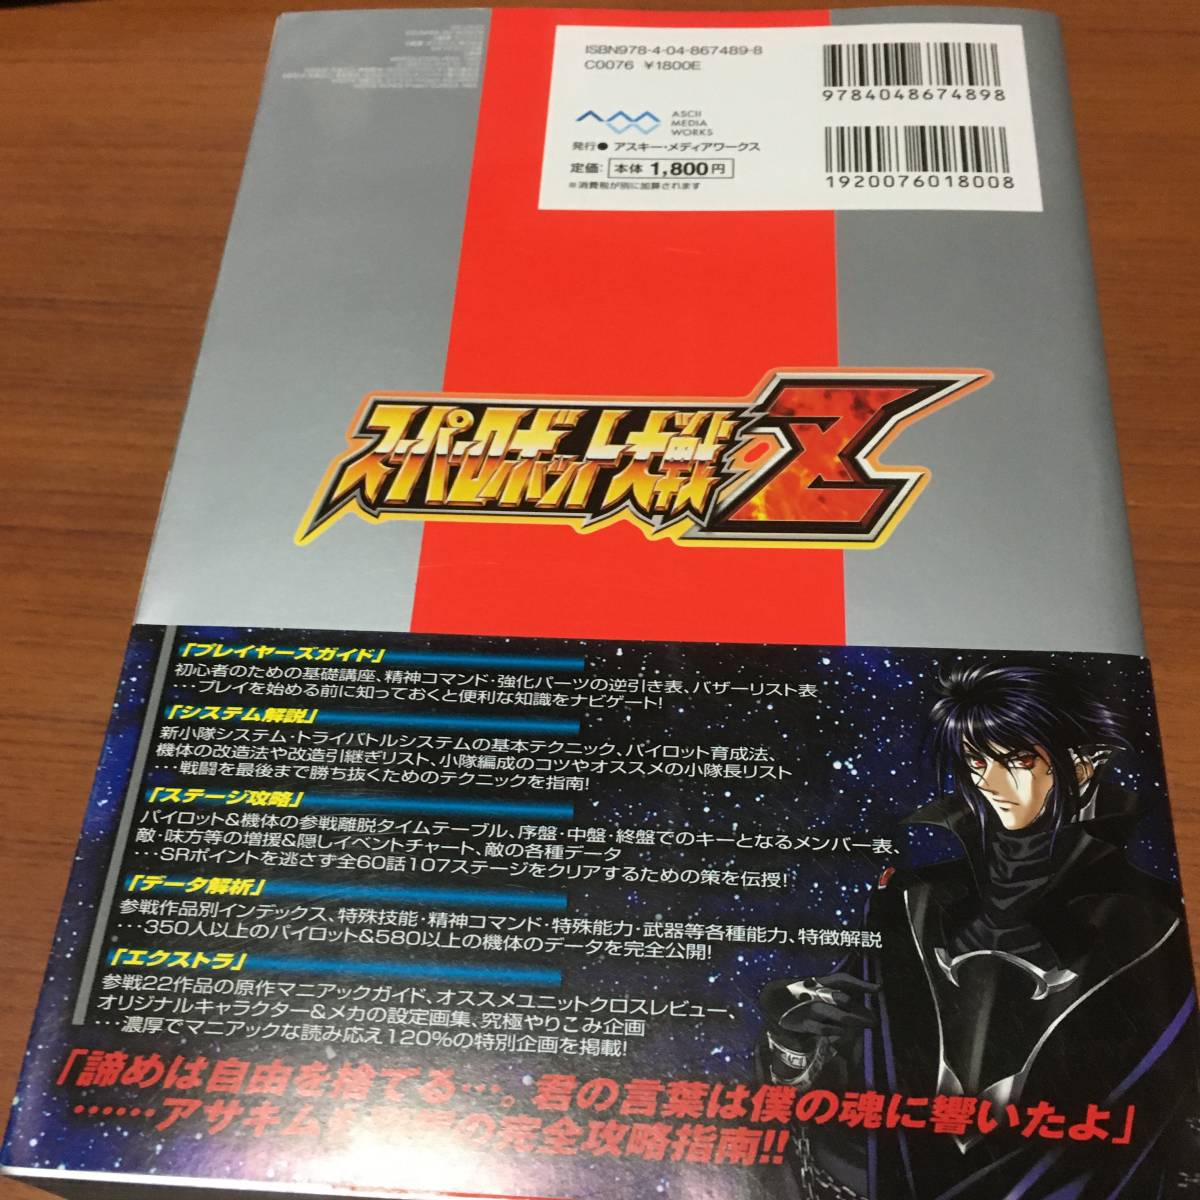 ISBN978-4-04-867489-8
C0076 ¥1800E
9784048674898
ASCII
MEDIA
WORKS
発行● アスキー・メディアワークス
定価: 本体 1,800円
※消費税が別に加算されます
1920076018008
スーパーロボット大戦Z
「プレイヤーズガイド」
初心者のための基礎講座、精神コマンド・強化パーツの逆引き表、バザーリスト表
…プレイを始める前に知っておくと便利な知識をナビゲート!
「システム解説」
新小隊システム・トライバトルシステムの基本テクニック、パイロット育成法、
機体の改造法や改造引継ぎリスト、小隊編成のコツやオススメの小隊長リスト
…戦闘を最後まで勝ち抜くためのテクニックを指南!
「ステージ攻略」
パイロット&機体の参戦離脱タイムテーブル、序盤・中盤・終盤でのキーとなるメンバー表、
敵・味方等の増援&隠しイベントチャート、敵の各種データ
…SRポイントを逃さず全60話107ステージをクリアするための策を伝授!
「データ解析」
参戦作品別インデックス、特殊技能・精神コマンド・特殊能力・武器等各種能力、特徴解説
…350人以上のパイロット&580以上の機体のデータを完全公開!
「エクストラ」
参戦22作品の原作マニアックガイド、オススメユニットクロスレビュー、
オリジナルキャラクター&メカの設定画集、究極やりこみ企画
…濃厚でマニアックな読み応え120%の特別企画を掲載!
「諦めは自由を捨てる…。君の言葉は僕の魂に響いたよ」
……アサキムも の完全攻略指南!!